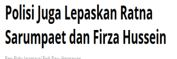 Polisi Juga Lepaskan Ratna
Sarumpaet dan Firza Hussein